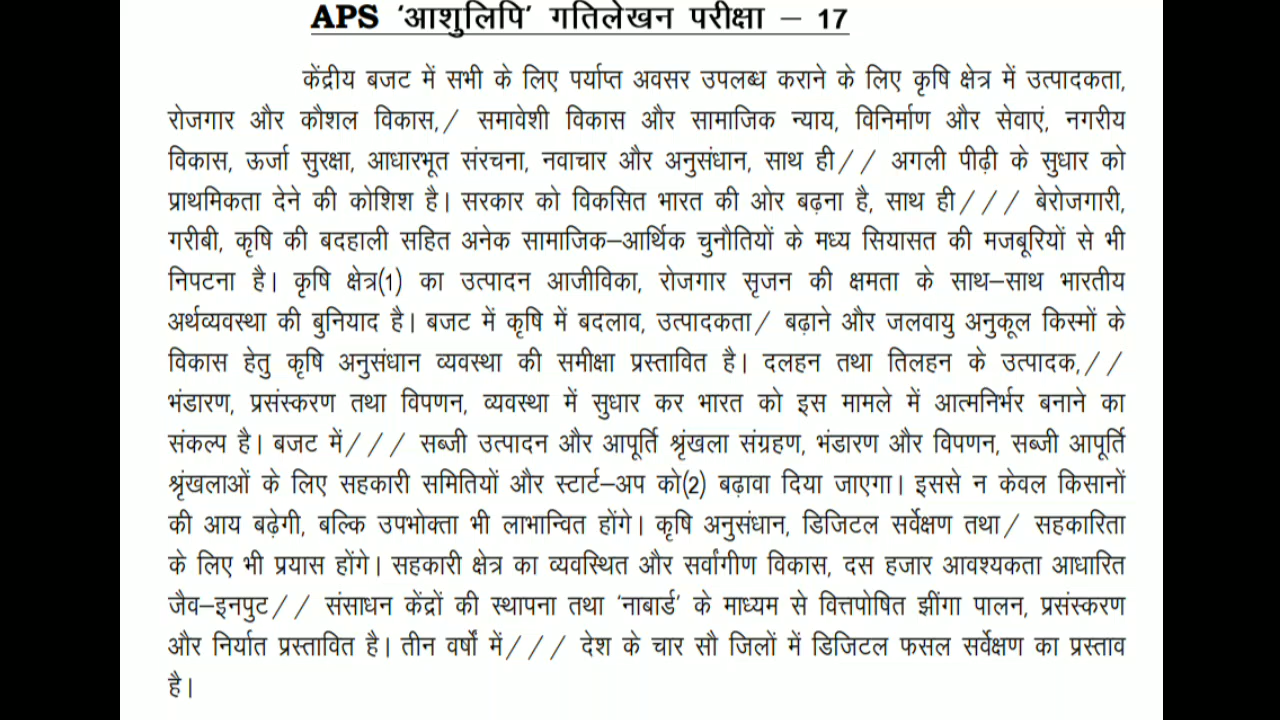 APS ‘आशुलिपि’ गतिलेखन परीक्षा – 17
केंद्रीय बजट में सभी के लिए पर्याप्त अवसर उपलब्ध कराने के लिए कृषि क्षेत्र में उत्पादकता,
रोजगार और कौशल विकास,/ समावेशी विकास और सामाजिक न्याय, विनिर्माण और सेवाएं, नगरीय
विकास, ऊर्जा सुरक्षा, आधारभूत संरचना, नवाचार और अनुसंधान, साथ ही// अगली पीढ़ी के सुधार को
प्राथमिकता देने की कोशिश है। सरकार को विकसित भारत की ओर बढ़ना है, साथ ही/// बेरोजगारी,
गरीबी, कृषि की बदहाली सहित अनेक सामाजिक–आर्थिक चुनौतियों के मध्य सियासत की मजबूरियों से भी
निपटना है। कृषि क्षेत्र(1) का उत्पादन आजीविका, रोजगार सृजन की क्षमता के साथ–साथ भारतीय
अर्थव्यवस्था की बुनियाद है। बजट में कृषि में बदलाव, उत्पादकता/ बढ़ाने और जलवायु अनुकूल किस्मों के
विकास हेतु कृषि अनुसंधान व्यवस्था की समीक्षा प्रस्तावित है। दलहन तथा तिलहन के उत्पादक,//
भंडारण, प्रसंस्करण तथा विपणन, व्यवस्था में सुधार कर भारत को इस मामले में आत्मनिर्भर बनाने का
संकल्प है। बजट में/// सब्जी उत्पादन और आपूर्ति श्रृंखला संग्रहण, भंडारण और विपणन, सब्जी आपूर्ति
श्रृंखलाओं के लिए सहकारी समितियों और स्टार्ट–अप को(2) बढ़ावा दिया जाएगा। इससे न केवल किसानों
की आय बढ़ेगी, बल्कि उपभोक्ता भी लाभान्वित होंगे। कृषि अनुसंधान, डिजिटल सर्वेक्षण तथा/ सहकारिता
के लिए भी प्रयास होंगे। सहकारी क्षेत्र का व्यवस्थित और सर्वांगीण विकास, दस हजार आवश्यकता आधारित
जैव–इनपुट// संसाधन केंद्रों की स्थापना तथा ‘नाबार्ड’ के माध्यम से वित्तपोषित झींगा पालन, प्रसंस्करण
और निर्यात प्रस्तावित है। तीन वर्षों में/// देश के चार सौ जिलों में डिजिटल फसल सर्वेक्षण का प्रस्ताव
है।